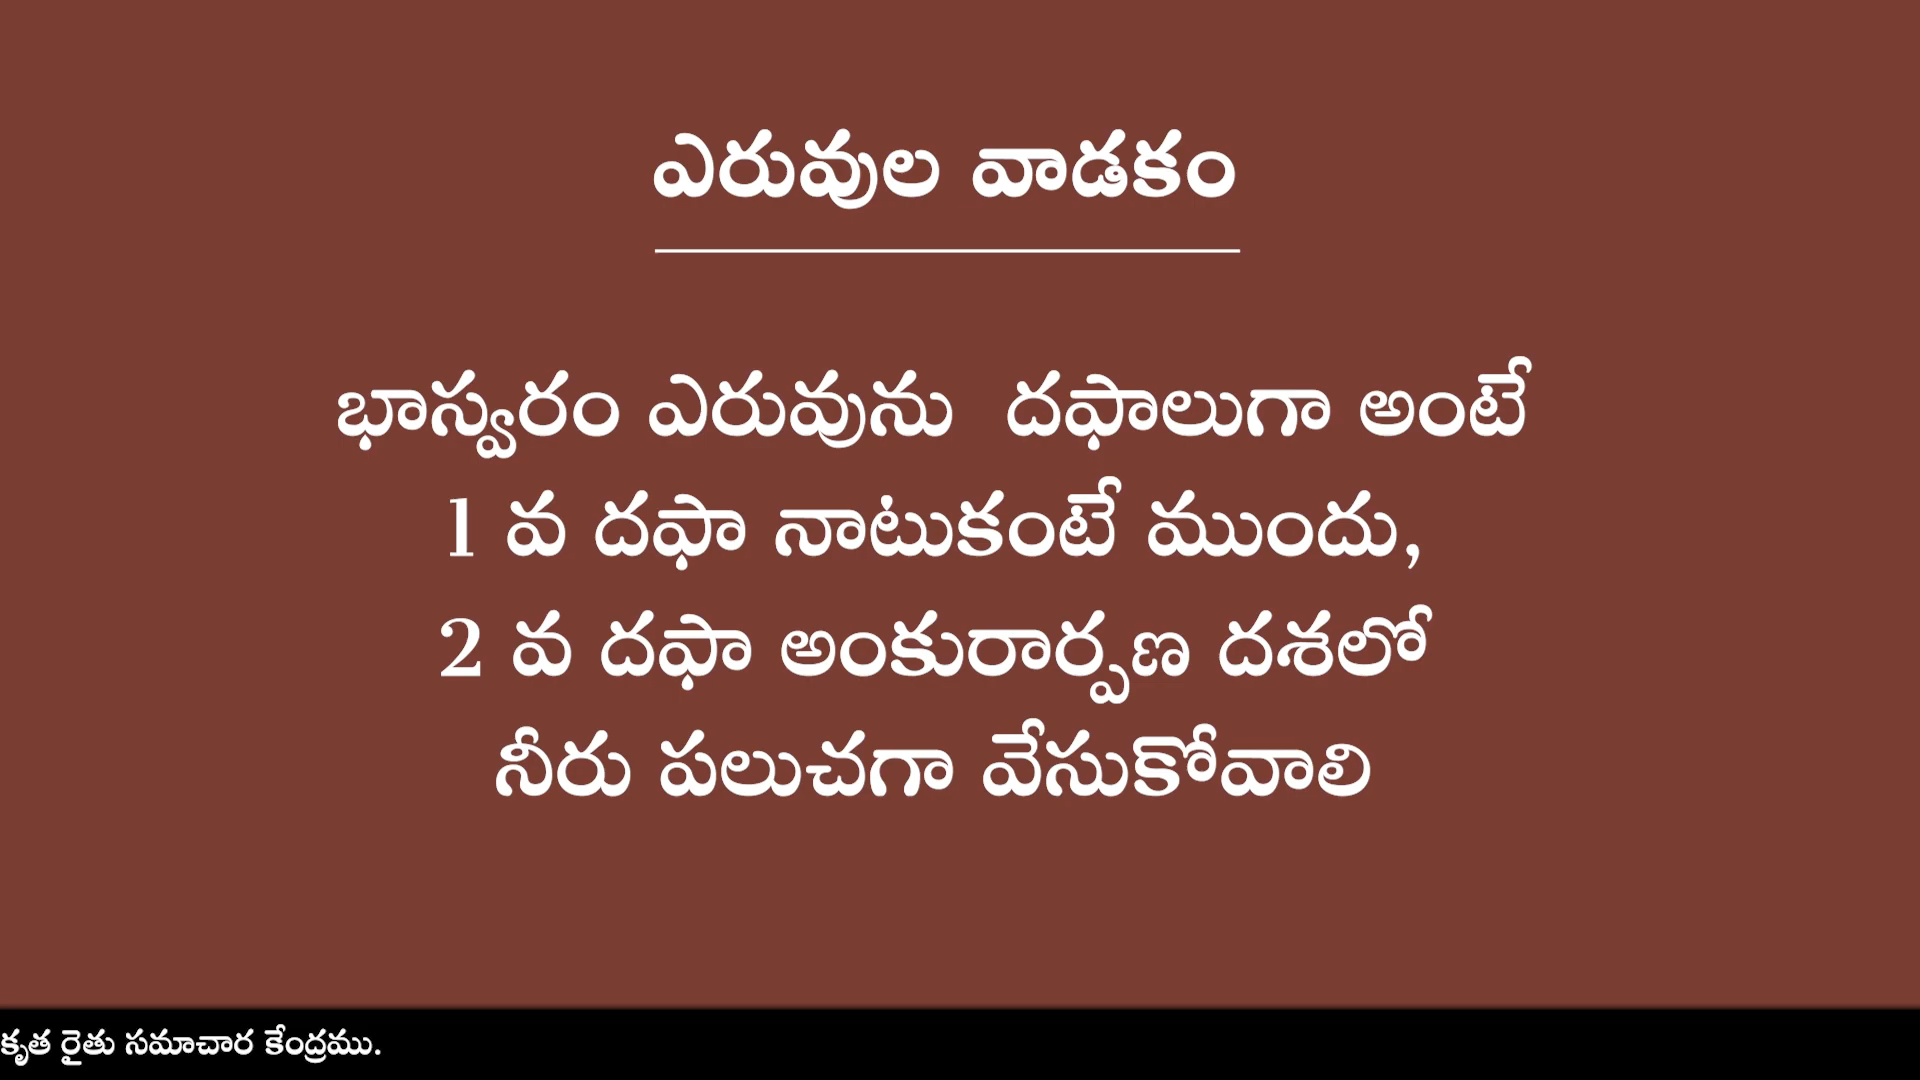 ఎరువుల వాడకం
భాస్వరం ఎరువును దఫాలుగా అంటే
1 వ దఫా నాటుకంటే ముందు,
2 వ దఫా అంకురార్పణ దశలో
నీరు పలుచగా వేసుకోవాలి
కృత రైతు సమాచార కేంద్రము.